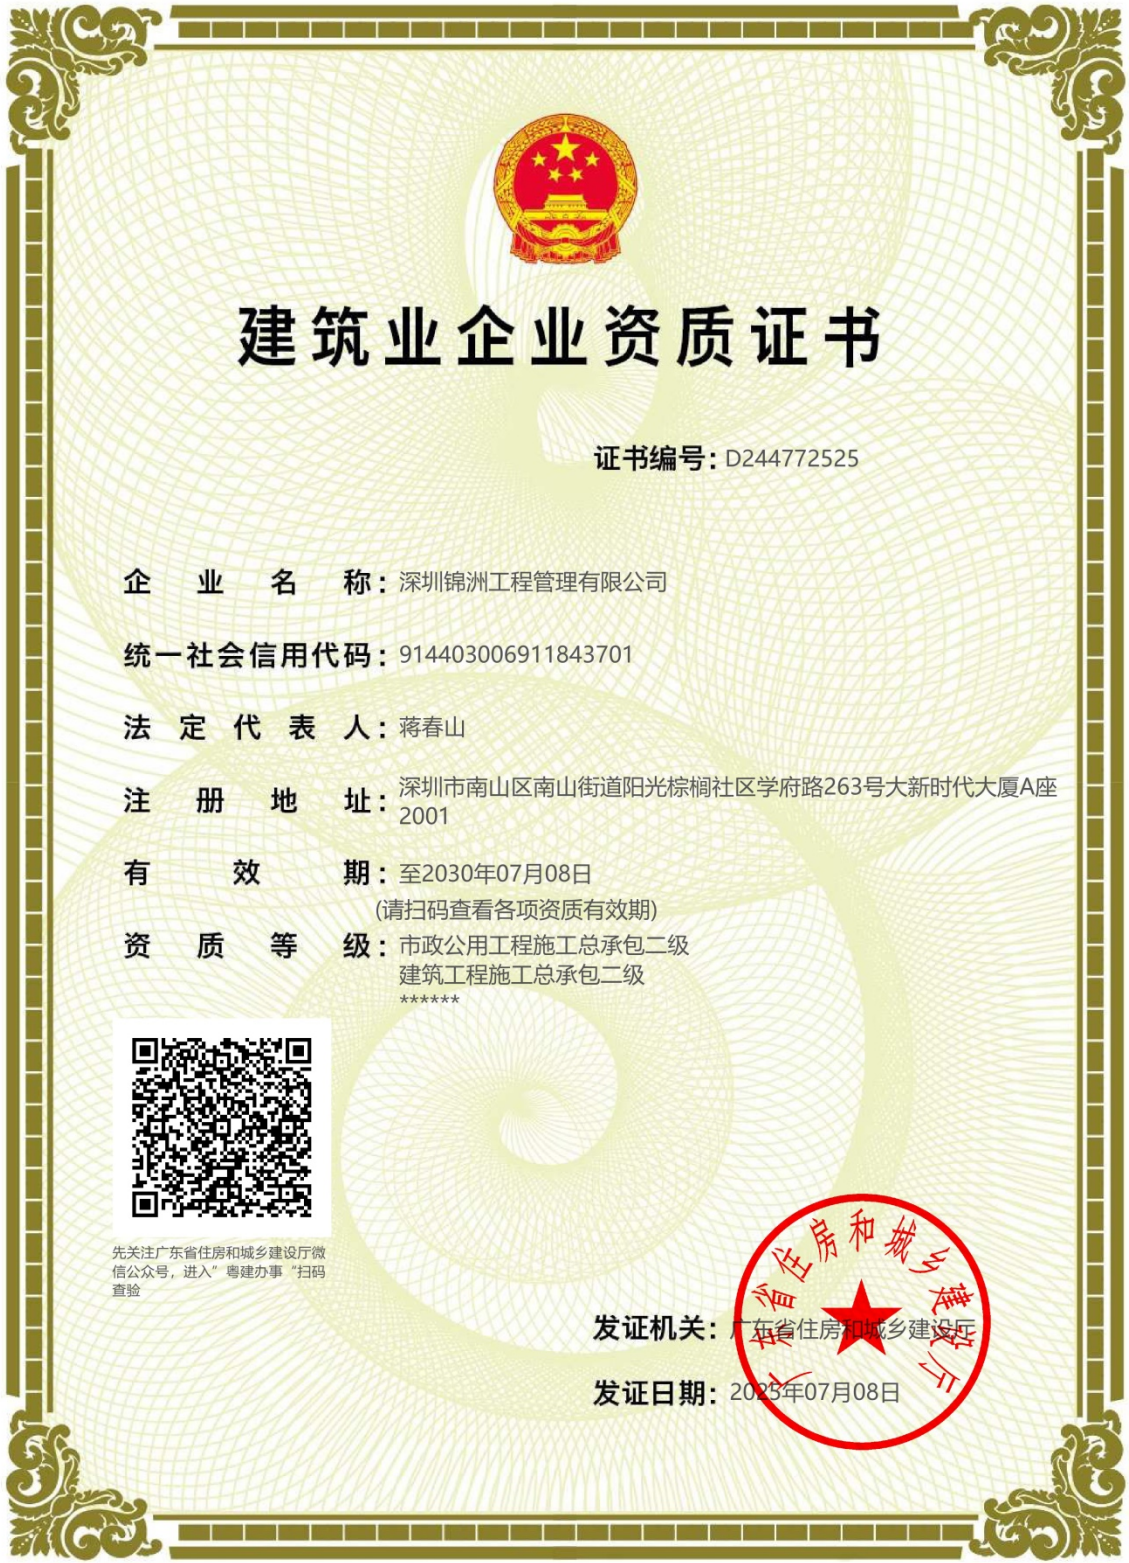 建筑业企业资质证书
证书编号：D244772525
企业名称：深圳锦洲工程管理有限公司
统一社会信用代码：914403006911843701
法定代表人：蒋春山
注册地址：深圳市南山区南山街道阳光棕榈社区学府路263号大新时代大厦A座
2001
有效期：至2030年07月08日
(请扫码查看各项资质有效期)
资质等级：市政公用工程施工总承包二级
建筑工程施工总承包二级
******
先关注广东省住房和城乡建设厅微
信公众号，进入”粤建办事“扫码
查验
发证机关：广东省住房和城乡建设厅
发证日期：2025年07月08日
广东省住房和城乡建设厅